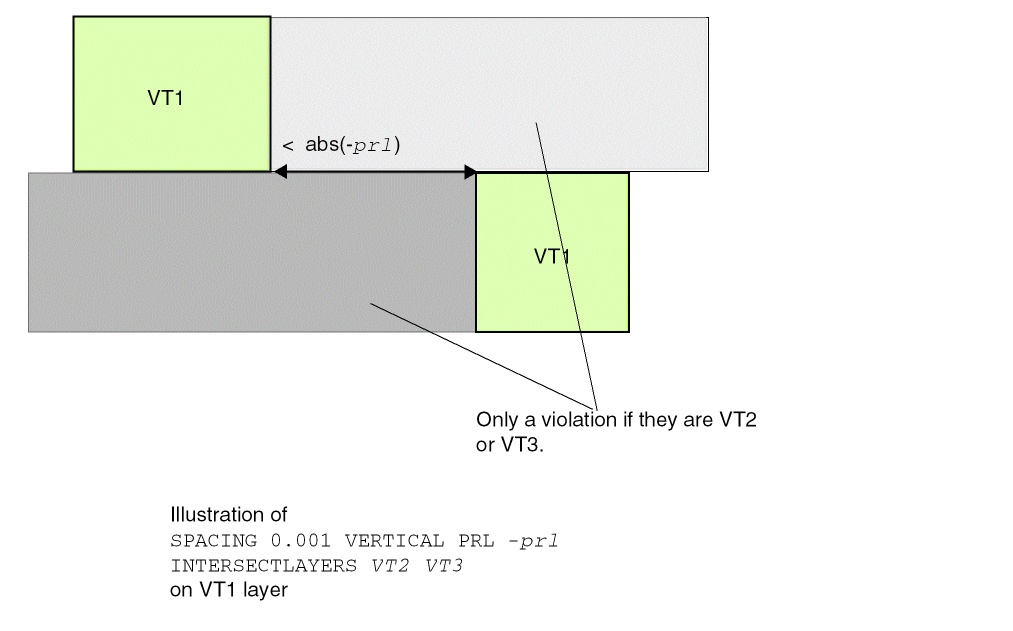 VT1
< abs(-prl)
VT1
Only a violation if they are VT2
or VT3.
Illustration of
SPACING 0.001 VERTICAL PRL -prl
INTERSECTLAYERS VT2 VT3
on VT1 layer